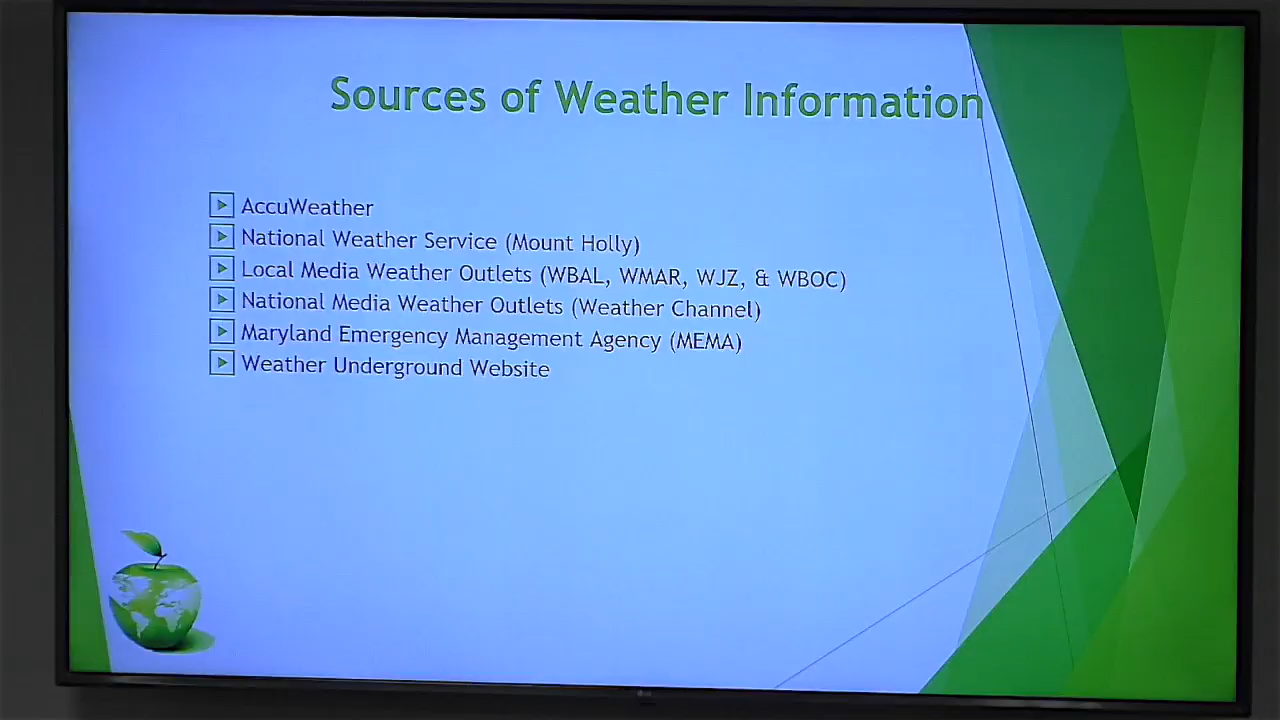 Sources of Weather Information
AccuWeather
National Weather Service (Mount Holly)
Local Media Weather Outlets (WBAL, WMAR, WJZ, & WBOC)
National Media Weather Outlets (Weather Channel)
Maryland Emergency Management Agency (MEMA)
Weather Underground Website
LG